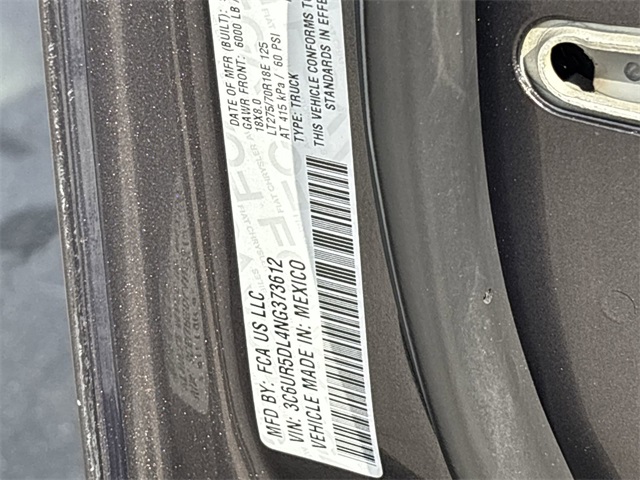 MFD BY: FCA US LLC
DATE OF MFR (BUILT):
GAWR FRONT: 6000 LB
18X8.0
LT275/70R18E 125
AT 415 kPa / 60 PSI
TYPE: TRUCK
VIN: 3C6UR5DL4NG373612
THIS VEHICLE CONFORMS TO
STANDARDS IN EFFE
VEHICLE MADE IN: MEXICO